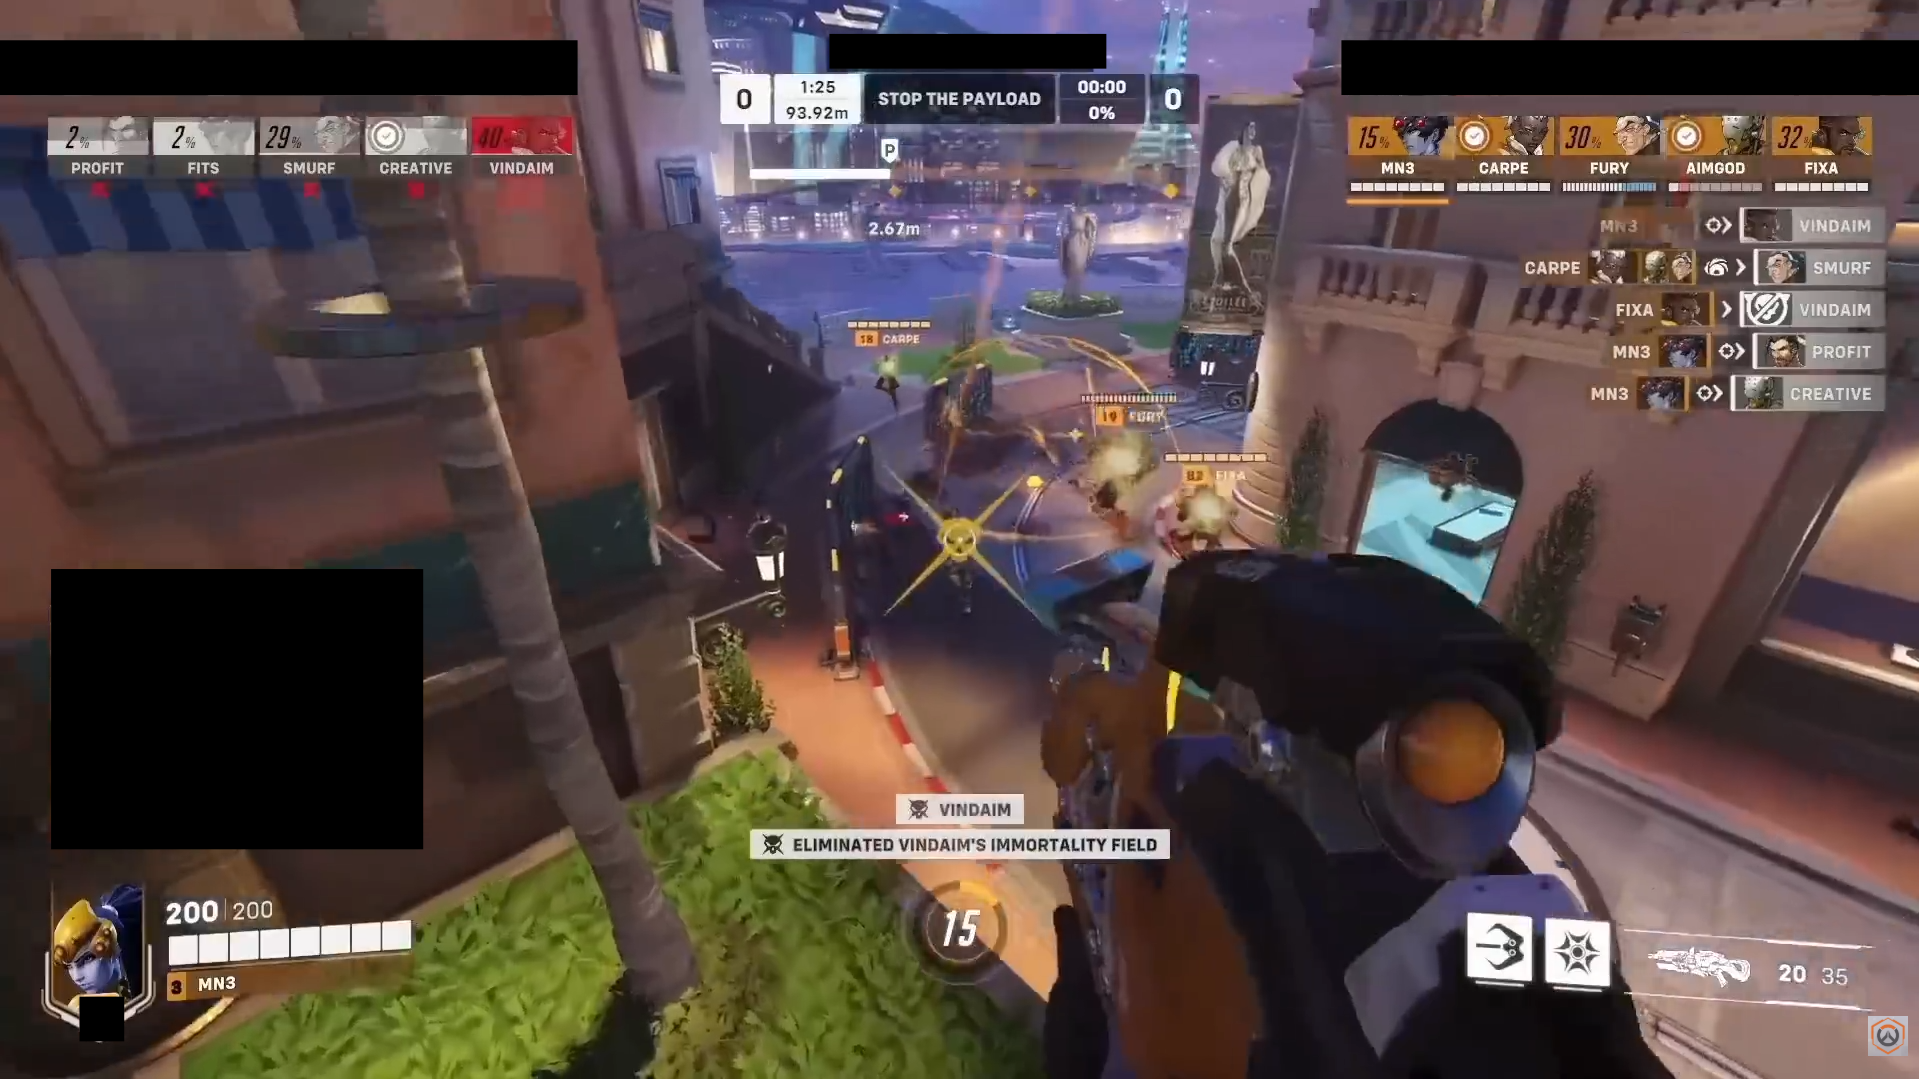 0
1:25
93.92m
STOP THE PAYLOAD
00:00
0%
0
2%
2%
29%
40
PROFIT
FITS
SMURF
CREATIVE
VINDAIM
15%
30%
32%
MN3
CARPE
FURY
AIMGOD
FIXA
P
2.67m
MN3 VINDAIM
CARPE SMURF
FIXA VINDAIM
MN3 PROFIT
MN3 CREATIVE
18 CARPE
19 FURY
FIXA
VINDAIM
ELIMINATED VINDAIM'S IMMORTALITY FIELD
200 200
3 MN3
15
20 35